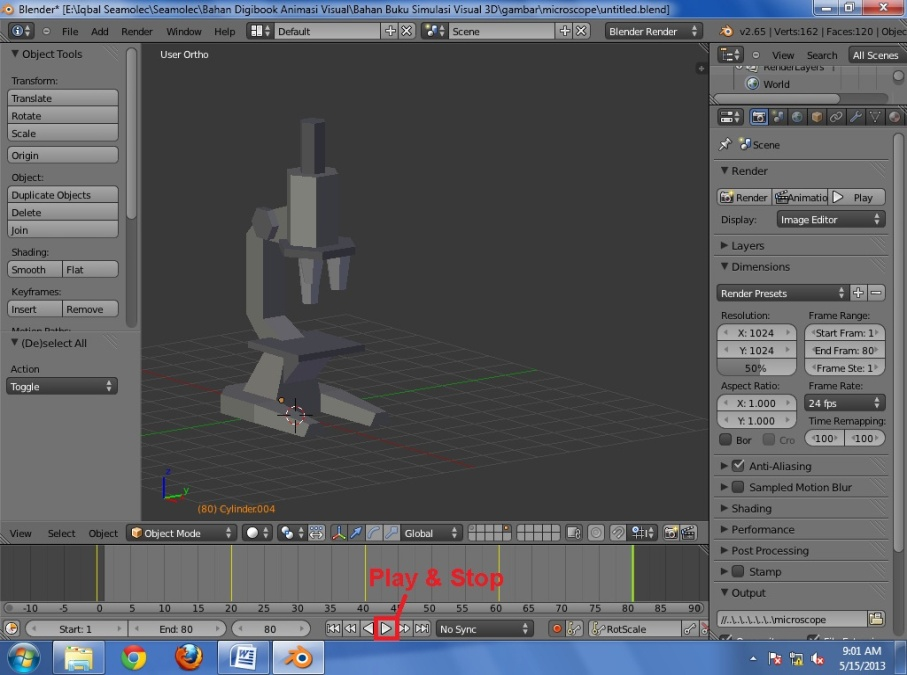 Blender* [E:\Iqbal Seamolec\Seamolec\Bahan Digibook Animasi Visual\Bahan Buku Simulasi Visual 3D\gambar\microscope\untitled.blend]
File Add Render Window Help Default Scene Blender Render v2.65 | Verts:162 | Faces:120 | Objec
Object Tools
Transform:
Translate
Rotate
Scale
Origin
Object:
Duplicate Objects
Delete
Join
Shading:
Smooth Flat
Keyframes:
Insert Remove
Motion Paths:
(De)select All
Action
Toggle
User Ortho
z
y
(80) Cylinder.004
View Search All Scenes
RenderLayers
World
Scene
Render
Render Animatio Play
Display: Image Editor
Layers
Dimensions
Render Presets
Resolution:
X: 1024
Y: 1024
50%
Aspect Ratio:
X: 1.000
Y: 1.000
Bor Cro
Frame Range:
Start Fram: 1
End Fram: 80
Frame Ste: 1
Frame Rate:
24 fps
Time Remapping:
100 100
Anti-Aliasing
Sampled Motion Blur
Shading
Performance
Post Processing
Stamp
Output
//..\..\..\..\..\..\microscope
View Select Object Object Mode Global
Play & Stop
-10 -5 0 5 10 15 20 25 30 35 40 45 50 55 60 65 70 75 80 85 90
Start: 1 End: 80 80 No Sync RotScale
9:01 AM
5/15/2013